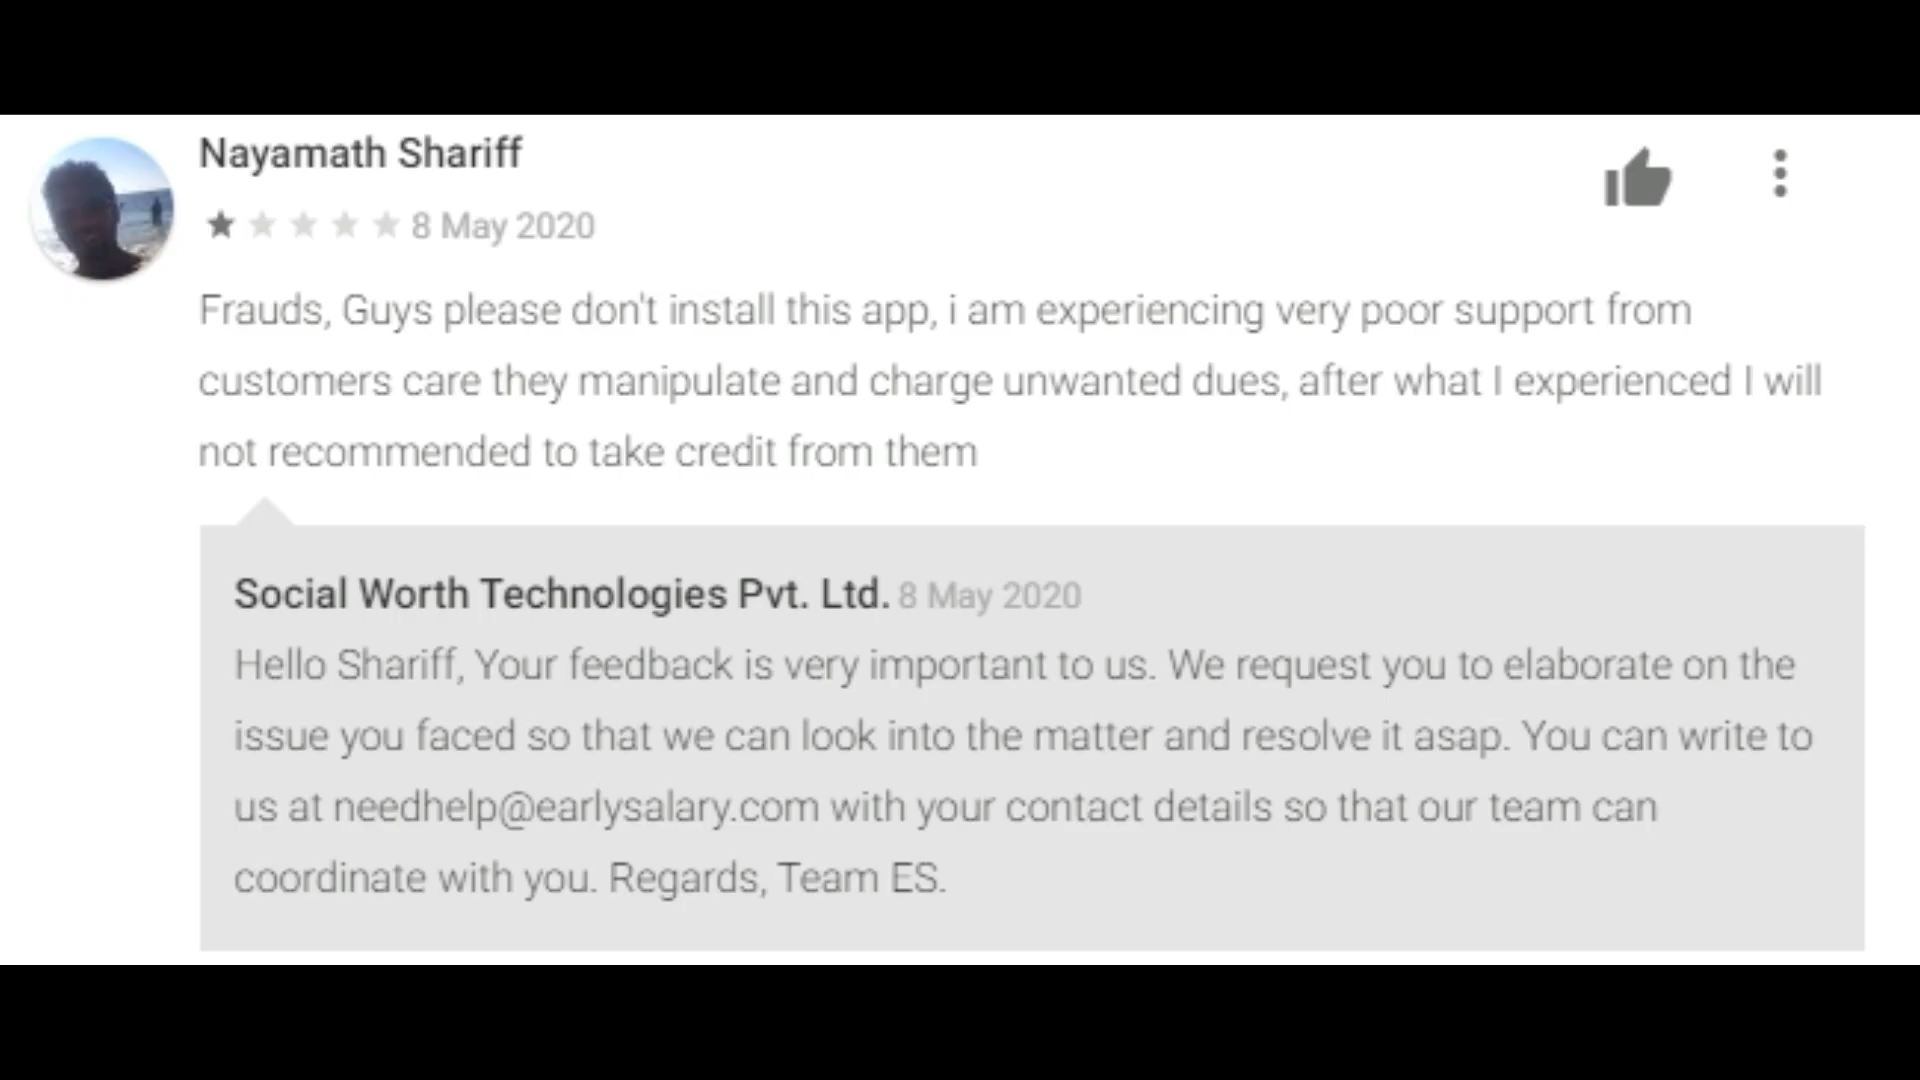 Nayamath Shariff
8 May 2020
Frauds, Guys please don't install this app, i am experiencing very poor support from
customers care they manipulate and charge unwanted dues, after what I experienced I will
not recommended to take credit from them
Social Worth Technologies Pvt. Ltd. 8 May 2020
Hello Shariff, Your feedback is very important to us. We request you to elaborate on the
issue you faced so that we can look into the matter and resolve it asap. You can write to
us at needhelp@earlysalary.com with your contact details so that our team can
coordinate with you. Regards, Team ES.